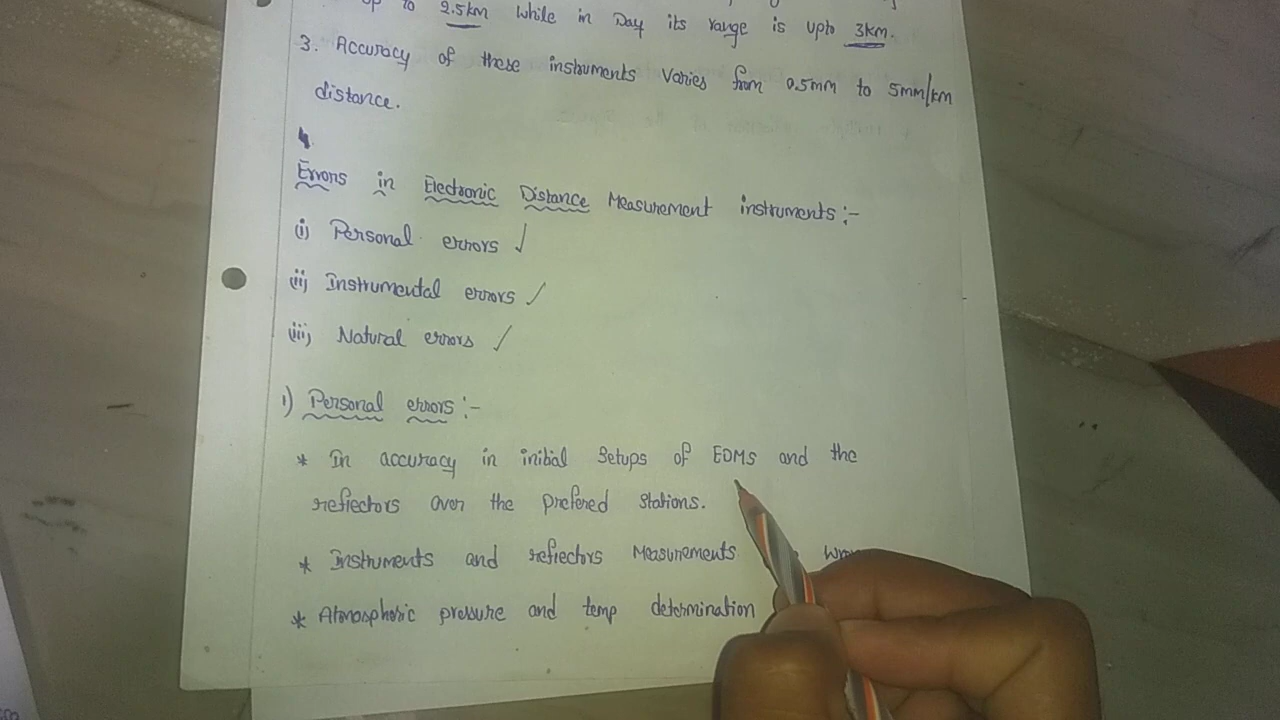 to 2.5km While in Day its range is upto 3km.
3. Accuracy of these instruments varies from 0.5mm to 5mm/km
distance.
Errors in Electronic Distance Measurement instruments:-
(i) Personal errors ✓
(ii) Instrumental errors ✓
(iii) Natural errors ✓
1) Personal errors:-
* In accuracy in initial Setups of EDMS and the
reflectors over the prefered stations.
* Instruments and reflectors Measurements
* Atmospheric pressure and temp determination